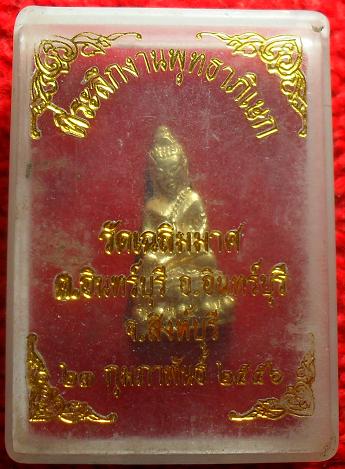 ที่ระลึกงานพุทธาภิเษก
วัดเฉลิมมาศ
ต.อินทร์บุรี อ.อินทร์บุรี
จ.สิงห์บุรี
๒๓ กุมภาพันธ์ ๒๕๕๖